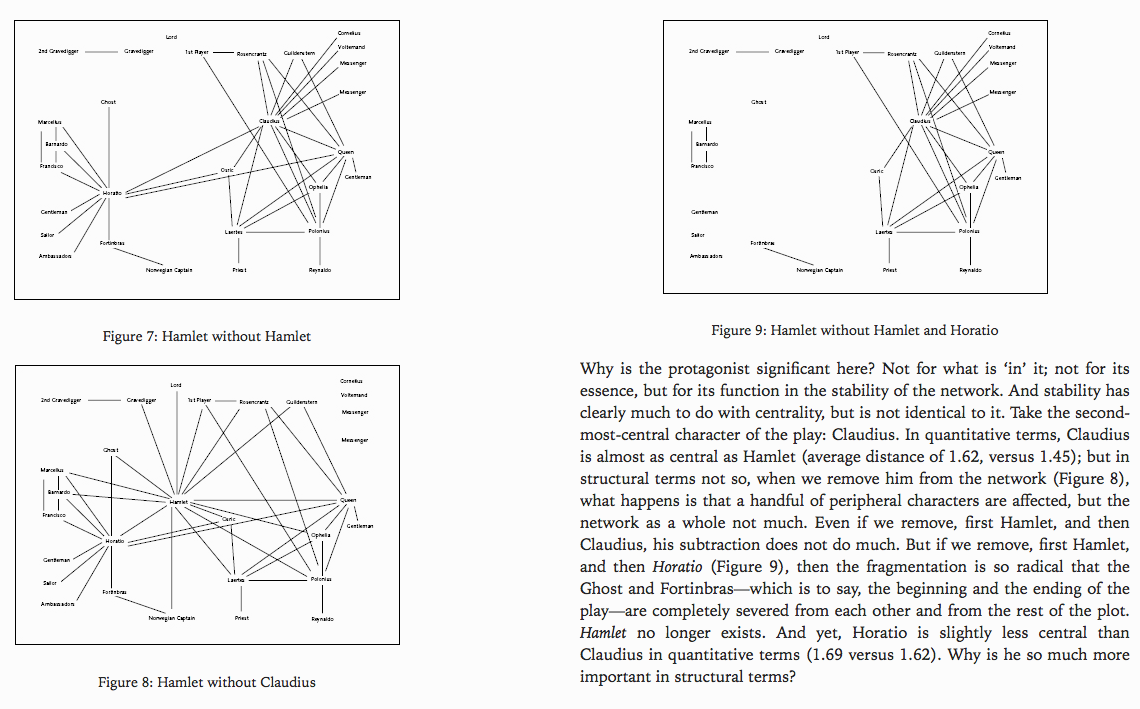 Lord
2nd Gravedigger
Gravedigger
1st Player
Rosencrantz
Guildenstern
Cornelius
Voltemand
Messenger
Messenger
Ghost
Marcellus
Barnardo
Francisco
Claudius
Queen
Gentleman
Osric
Ophelia
Horatio
Gentleman
Sailor
Ambassadors
Fortinbras
Laertes
Polonius
Norwegian Captain
Priest
Reynaldo
Figure 7: Hamlet without Hamlet
Lord
2nd Gravedigger
Gravedigger
1st Player
Rosencrantz
Guildenstern
Cornelius
Voltemand
Messenger
Messenger
Ghost
Marcellus
Barnardo
Francisco
Hamlet
Queen
Gentleman
Osric
Ophelia
Horatio
Gentleman
Sailor
Ambassadors
Fortinbras
Laertes
Polonius
Norwegian Captain
Priest
Reynaldo
Figure 8: Hamlet without Claudius
Lord
2nd Gravedigger
Gravedigger
1st Player
Rosencrantz
Guildenstern
Cornelius
Voltemand
Messenger
Messenger
Ghost
Marcellus
Barnardo
Francisco
Claudius
Queen
Gentleman
Osric
Ophelia
Gentleman
Sailor
Ambassadors
Fortinbras
Laertes
Polonius
Norwegian Captain
Priest
Reynaldo
Figure 9: Hamlet without Hamlet and Horatio
Why is the protagonist significant here? Not for what is ‘in’ it; not for its
essence, but for its function in the stability of the network. And stability has
clearly much to do with centrality, but is not identical to it. Take the second-
most-central character of the play: Claudius. In quantitative terms, Claudius
is almost as central as Hamlet (average distance of 1.62, versus 1.45); but in
structural terms not so, when we remove him from the network (Figure 8),
what happens is that a handful of peripheral characters are affected, but the
network as a whole not much. Even if we remove, first Hamlet, and then
Claudius, his subtraction does not do much. But if we remove, first Hamlet,
and then Horatio (Figure 9), then the fragmentation is so radical that the
Ghost and Fortinbras—which is to say, the beginning and the ending of the
play—are completely severed from each other and from the rest of the plot.
Hamlet no longer exists. And yet, Horatio is slightly less central than
Claudius in quantitative terms (1.69 versus 1.62). Why is he so much more
important in structural terms?